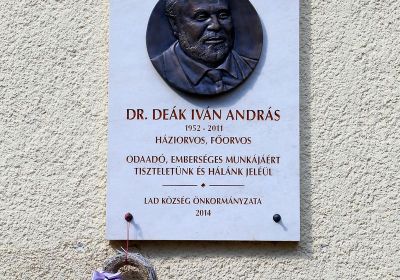 DR. DEÁK IVÁN ANDRÁS
1952 - 2011
HÁZIORVOS, FŐORVOS
ODAADÓ, EMBERSÉGES MUNKÁJÁÉRT
TISZTELETÜNK ÉS HÁLÁNK JELÉÜL
LAD KÖZSÉG ÖNKORMÁNYZATA
2014